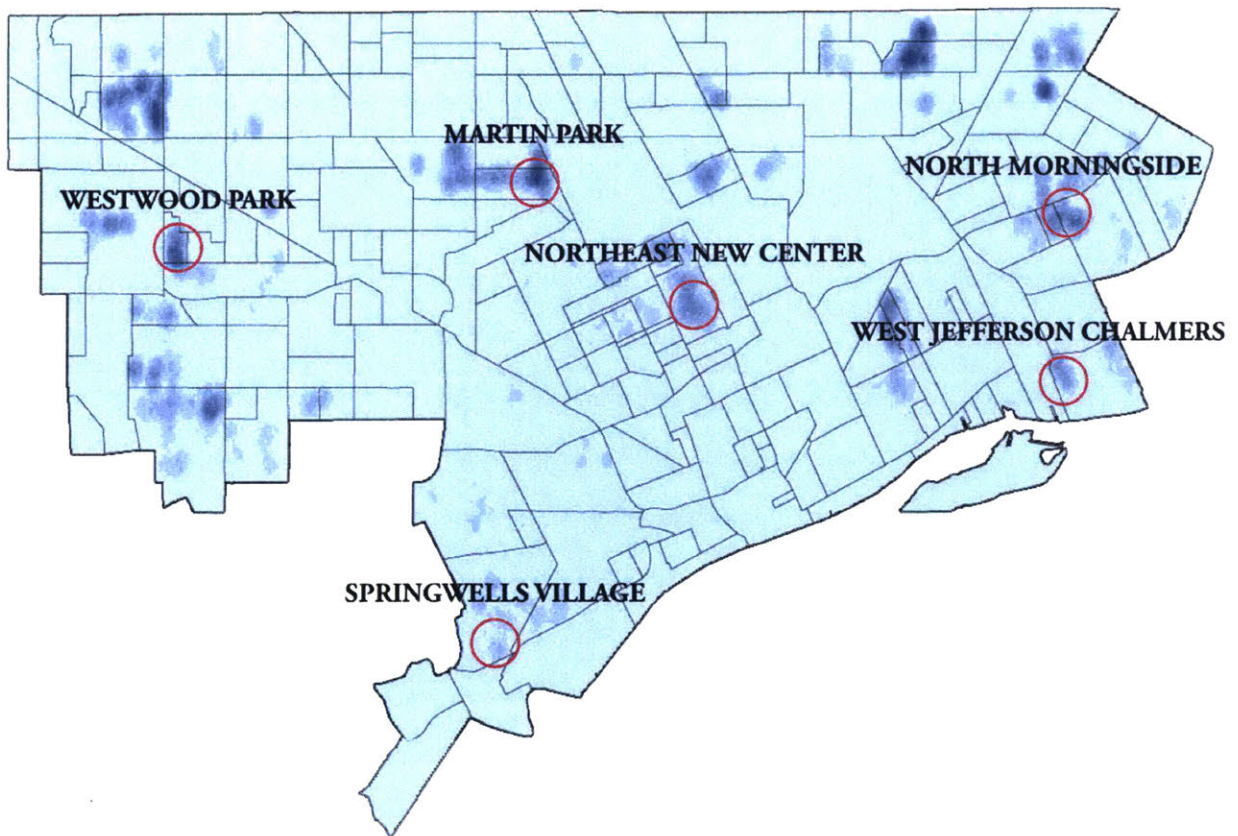 MARTIN PARK
NORTH MORNINGSIDE
WESTWOOD PARK
NORTHEAST NEW CENTER
WEST JEFFERSON CHALMERS
SPRINGWELLS VILLAGE